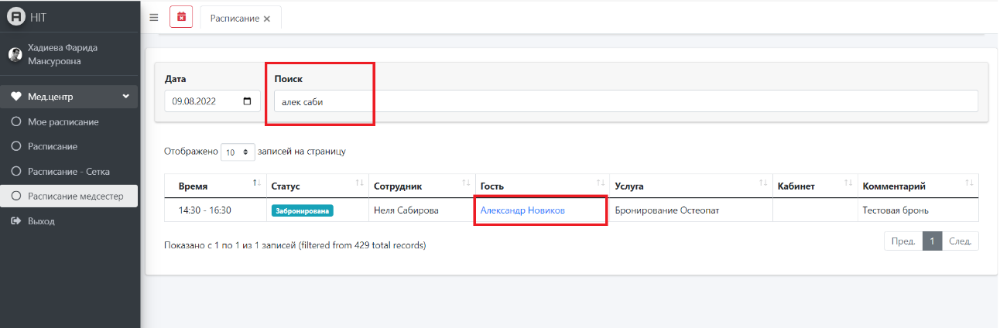 A HIT
Хадиева Фарида
Мансуровна
Мед.центр
Мое расписание
Расписание
Расписание - Сетка
Расписание медсестер
Выход
Расписание
Дата
Поиск
09.08.2022
алек саби
Отображено 10 записей на страницу
Время Статус Сотрудник Гость Услуга Кабинет Комментарий
14:30 - 16:30 Забронирована Неля Сабирова Александр Новиков Бронирование Остеопат Тестовая бронь
Показано с 1 по 1 из 1 записей (filtered from 429 total records)
Пред. 1 След.